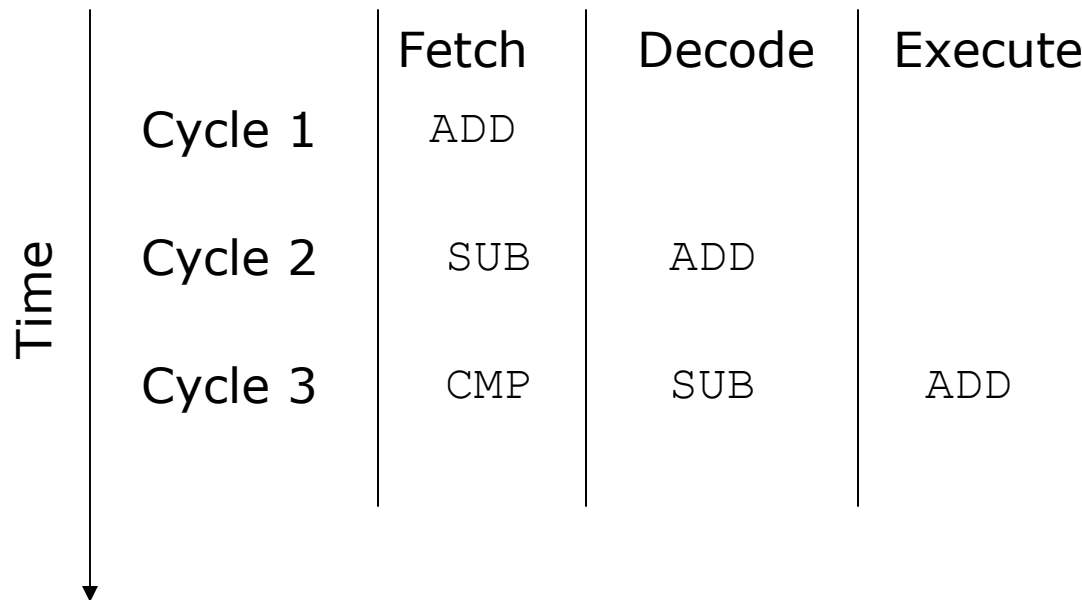 Fetch Decode Execute
Cycle 1 ADD
Cycle 2 SUB ADD
Cycle 3 CMP SUB ADD
Time